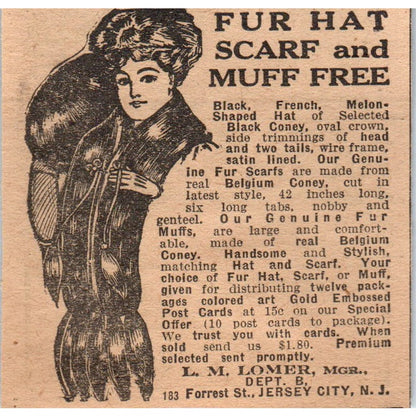 FUR HAT
SCARF and
MUFF FREE
Black, French, Melon-
Shaped Hat of Selected
Black Coney, oval crown,
side trimmings of head
and two tails, wire frame,
satin lined. Our Genu-
ine Fur Scarfs are made from
real Belgium Coney, cut in
latest style, 42 inches long,
six long tabs, nobby and
genteel. Our Genuine Fur
Muffs, are large and comfort-
able, made of real Belgium
Coney. Handsome and Stylish,
matching Hat and Scarf. Your
choice of Fur Hat, Scarf, or Muff,
given for distributing twelve pack-
ages colored art Gold Embossed
Post Cards at 15c on our Special
Offer (10 post cards to package).
We trust you with cards. When
sold send us $1.80. Premium
selected sent promptly.
L. M. LOMER, MGR.,
DEPT. B,
183 Forrest St., JERSEY CITY, N. J.